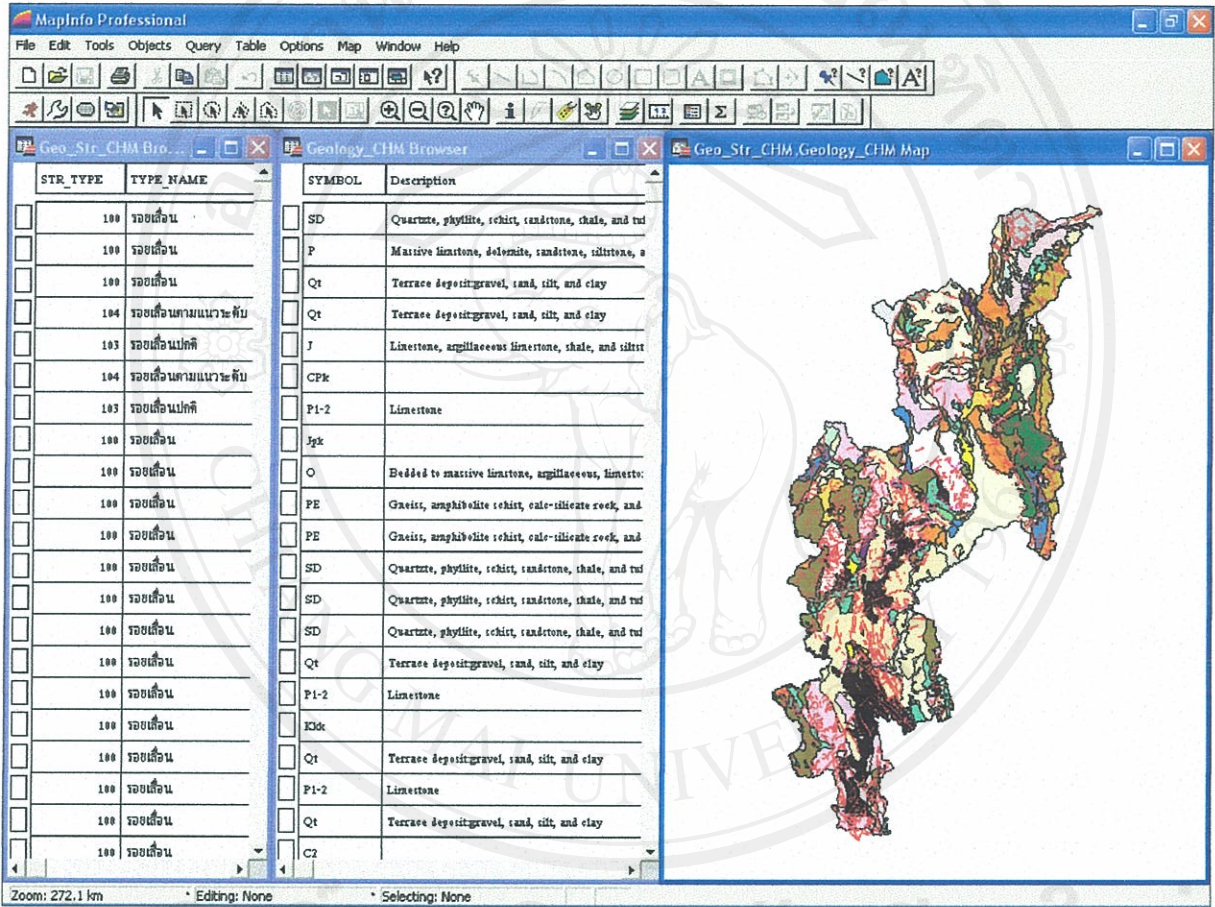 MapInfo Professional
File Edit Tools Objects Query Table Options Map Window Help
Geo_Str_CHM Bro...
STR_TYPE TYPE_NAME
100 รอยเลื่อน
100 รอยเลื่อน
100 รอยเลื่อน
104 รอยเลื่อนตามแนวระดับ
103 รอยเลื่อนปกติ
104 รอยเลื่อนตามแนวระดับ
103 รอยเลื่อนปกติ
100 รอยเลื่อน
100 รอยเลื่อน
100 รอยเลื่อน
100 รอยเลื่อน
100 รอยเลื่อน
100 รอยเลื่อน
100 รอยเลื่อน
100 รอยเลื่อน
100 รอยเลื่อน
100 รอยเลื่อน
100 รอยเลื่อน
100 รอยเลื่อน
100 รอยเลื่อน
100 รอยเลื่อน
Geology_CHM Browser
SYMBOL Description
SD Quartzte, phyllite, schist, sandstone, shale, and tuf
P Massive limstone, dolomite, sandstone, siltstone, a
Qt Terrace deposit:gravel, sand, silt, and clay
Qt Terrace deposit:gravel, sand, silt, and clay
J Linestone, argillaceous limestone, shale, and siltst
CPk
P1-2 Limestone
Jpk
O Bedded to massive limstone, argillaceous, limesto
PE Gneiss, amphibolite schist, calc-silicate rock, and
PE Gneiss, amphibolite schist, calc-silicate rock, and
SD Quartzte, phyllite, schist, sandstone, shale, and tuf
SD Quartzte, phyllite, schist, sandstone, shale, and tuf
SD Quartzte, phyllite, schist, sandstone, shale, and tuf
Qt Terrace deposit:gravel, sand, silt, and clay
P1-2 Limestone
Kkk
Qt Terrace deposit:gravel, sand, silt, and clay
P1-2 Limestone
Qt Terrace deposit:gravel, sand, silt, and clay
C2
Geo_Str_CHM,Geology_CHM Map
Zoom: 272.1 km Editing: None Selecting: None
CHIANG MAI UNIVERSITY